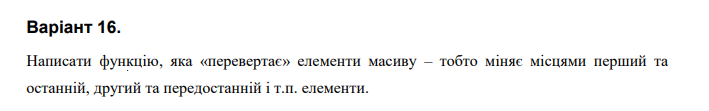 Варіант 16.
Написати функцію, яка «перевертає» елементи масиву – тобто міняє місцями перший та
останній, другий та передостанній і т.п. елементи.